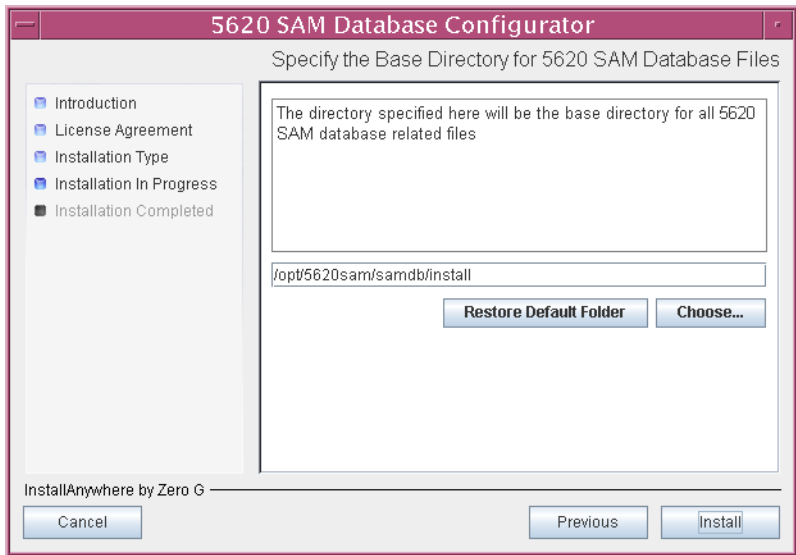 5620 SAM Database Configurator
Specify the Base Directory for 5620 SAM Database Files
Introduction
License Agreement
Installation Type
Installation In Progress
Installation Completed
The directory specified here will be the base directory for all 5620
SAM database related files
/opt/5620sam/samdb/install
Restore Default Folder
Choose...
InstallAnywhere by Zero G
Cancel
Previous
Install